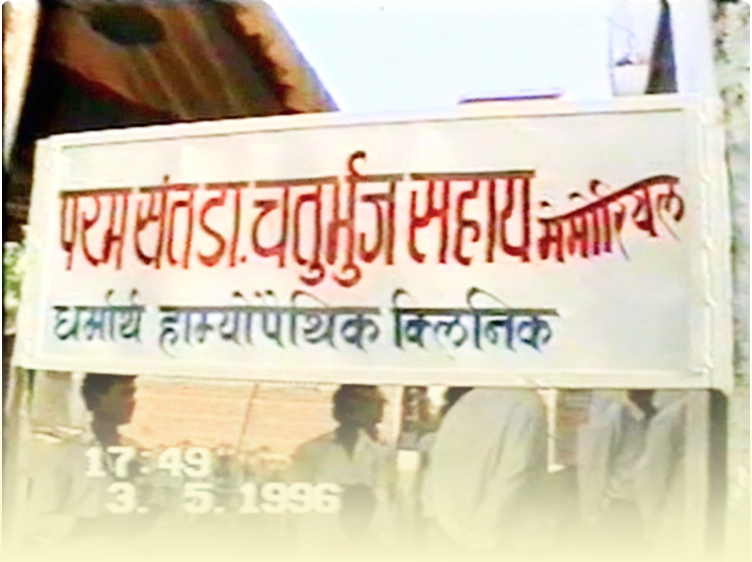 परम संत डा. चतुर्भुज सहाय मेमोरियल
धर्मार्थ हाम्योपैथिक क्लिनिक
17:49
3. 5.1996